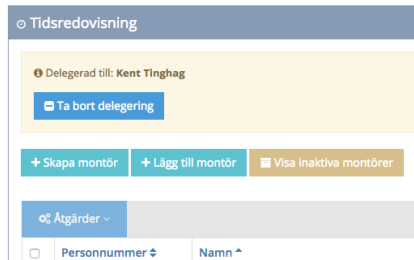 Tidsredovisning
Delegerad till: Kent Tinghag
Ta bort delegering
Skapa montör Lägg till montör Visa inaktiva montörer
Åtgärder
Personnummer Namn